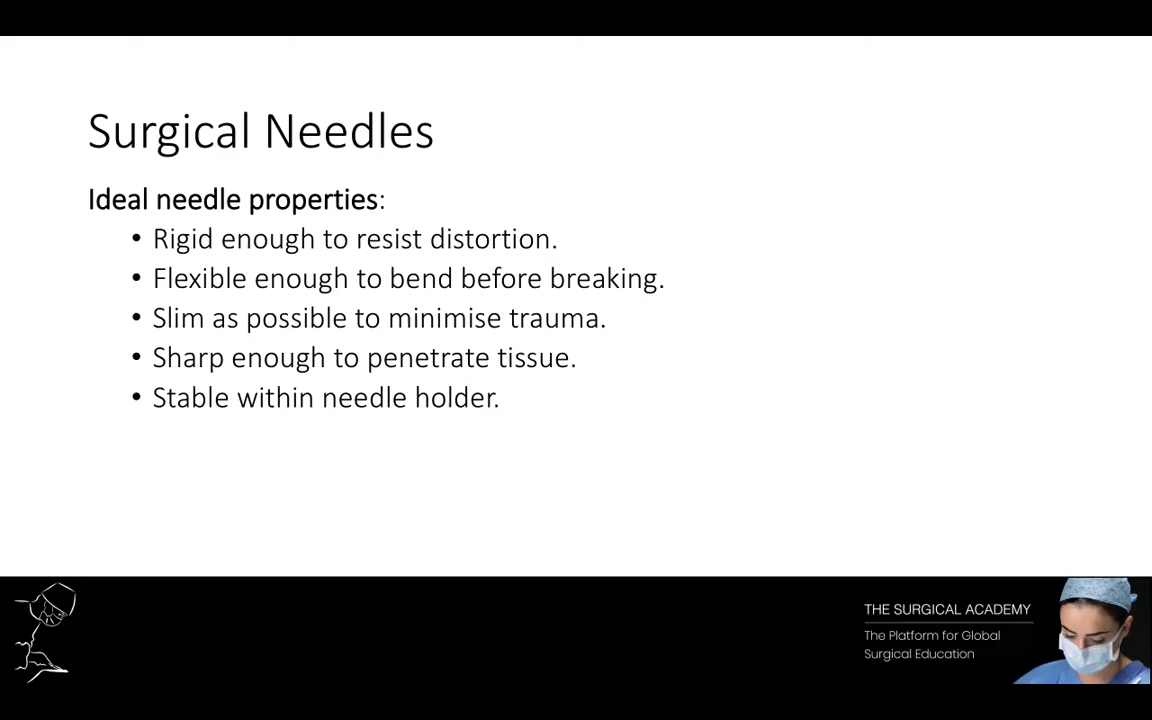 Surgical Needles
Ideal needle properties:
• Rigid enough to resist distortion.
• Flexible enough to bend before breaking.
• Slim as possible to minimise trauma.
• Sharp enough to penetrate tissue.
• Stable within needle holder.
THE SURGICAL ACADEMY
The Platform for Global
Surgical Education